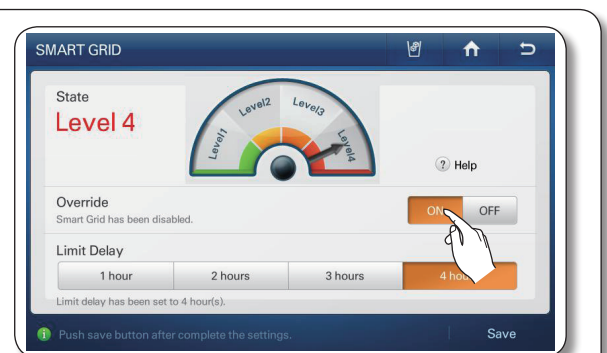 SMART GRID
State
Level 4
Level1
Level2
Level3
Level4
? Help
Override
Smart Grid has been disabled.
ON OFF
Limit Delay
1 hour 2 hours 3 hours 4 hou
Limit delay has been set to 4 hour(s).
Push save button after complete the settings.
Save